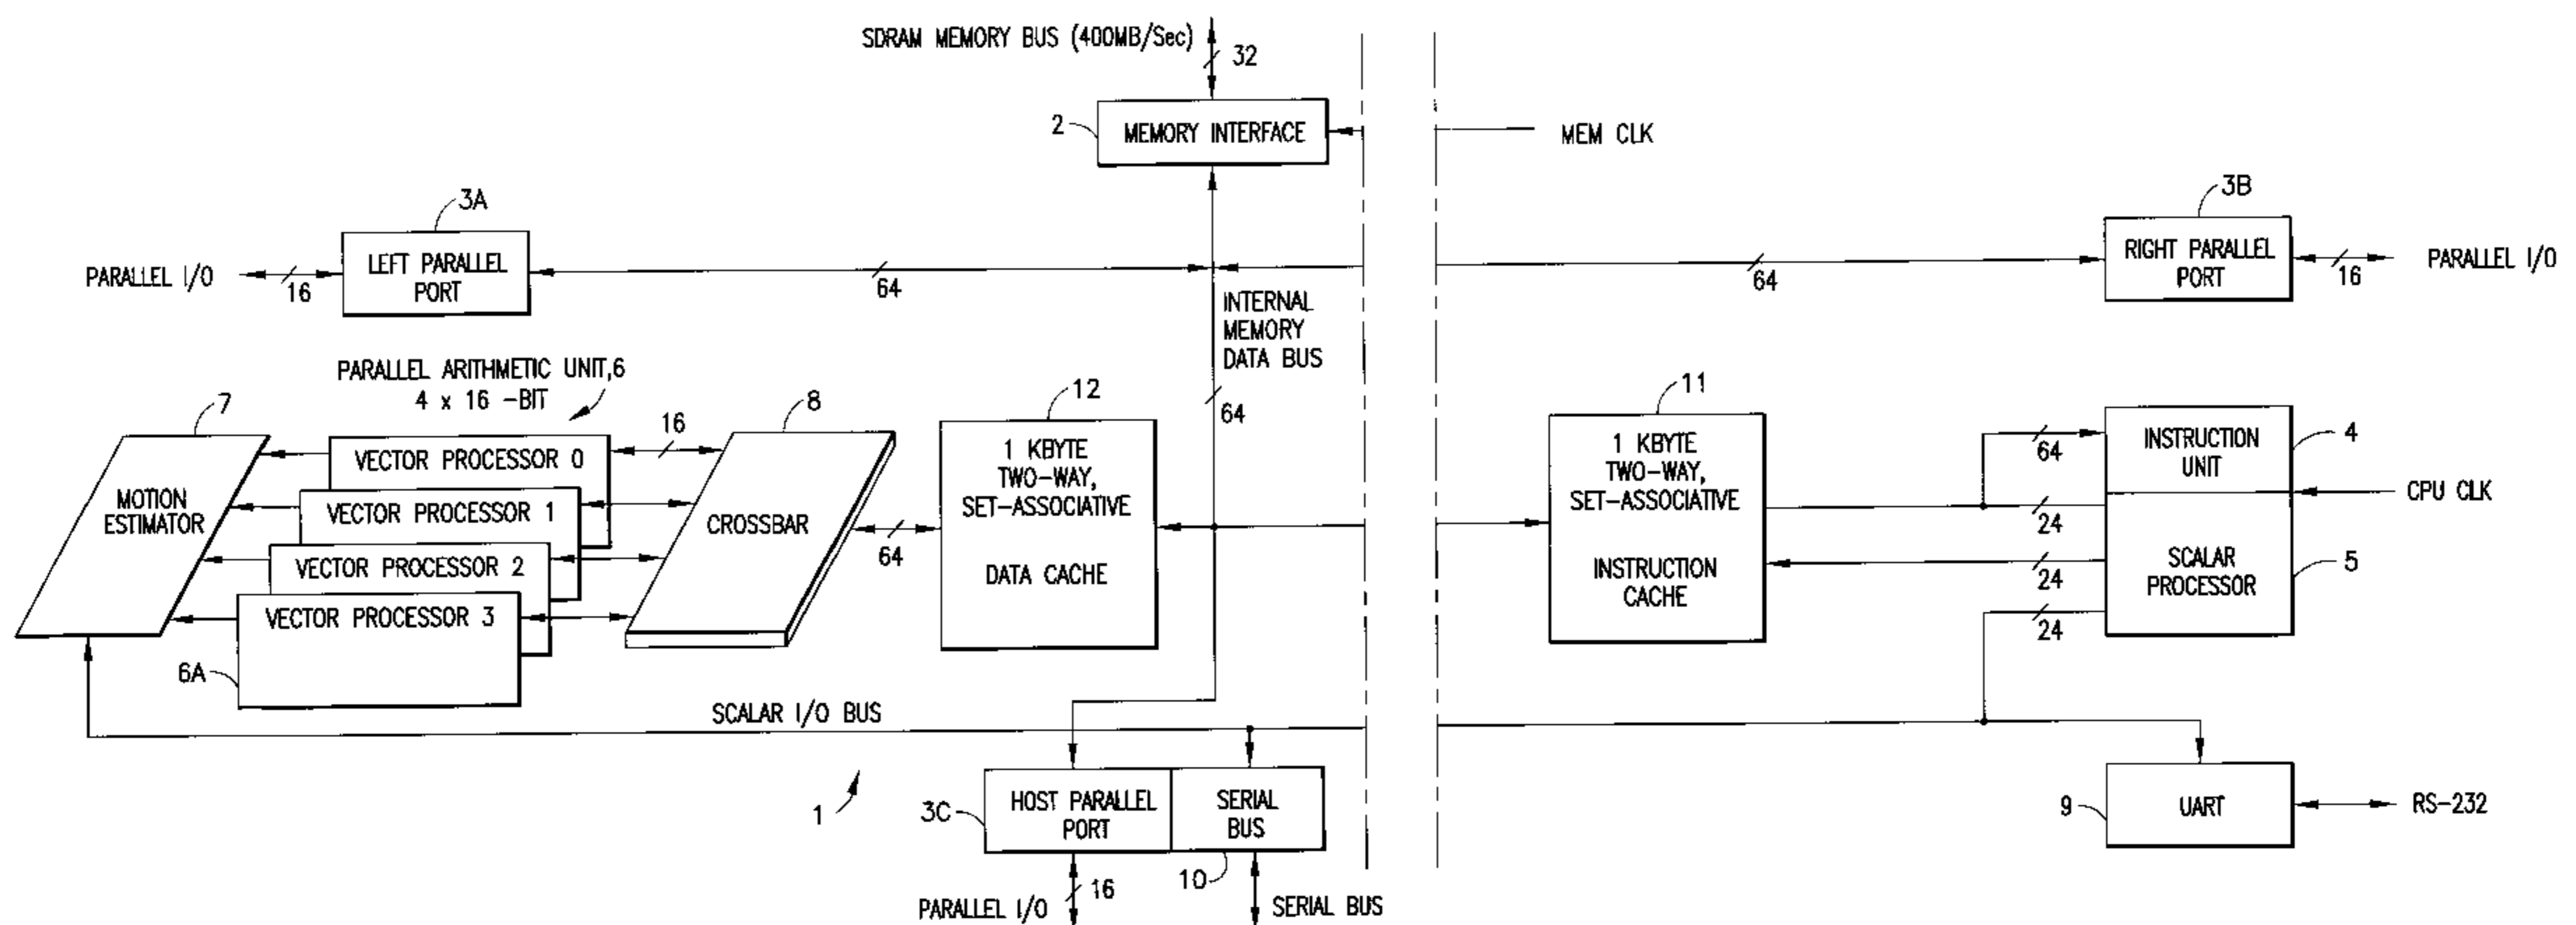 SDRAM MEMORY BUS (400MB/Sec)
32
2
MEMORY INTERFACE
MEM CLK
3A
3B
PARALLEL I/O
16
LEFT PARALLEL
PORT
64
64
RIGHT PARALLEL
PORT
16
PARALLEL I/O
INTERNAL
MEMORY
DATA BUS
64
PARALLEL ARITHMETIC UNIT,6
4 x 16 -BIT
7
16
8
12
11
MOTION
ESTIMATOR
VECTOR PROCESSOR 0
VECTOR PROCESSOR 1
VECTOR PROCESSOR 2
VECTOR PROCESSOR 3
6A
CROSSBAR
64
1 KBYTE
TWO-WAY,
SET-ASSOCIATIVE
DATA CACHE
1 KBYTE
TWO-WAY,
SET-ASSOCIATIVE
INSTRUCTION
CACHE
64
24
24
24
INSTRUCTION
UNIT
4
CPU CLK
SCALAR
PROCESSOR
5
SCALAR I/O BUS
1
3C
HOST PARALLEL
PORT
SERIAL
BUS
10
9
UART
RS-232
PARALLEL I/O
16
SERIAL BUS